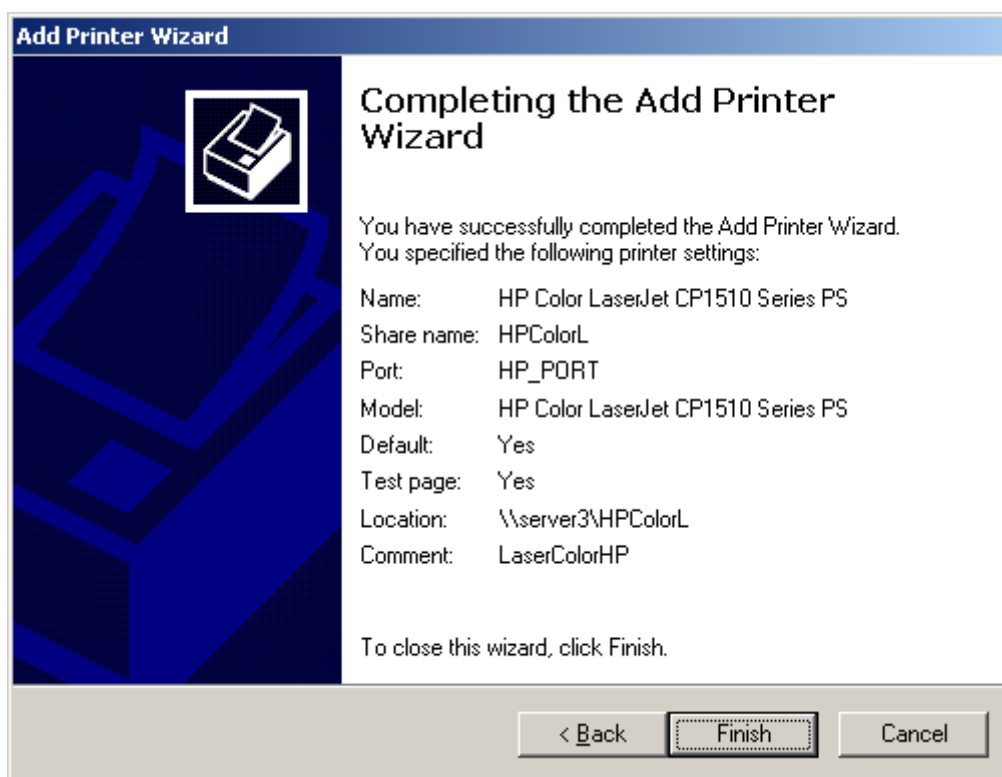 Add Printer Wizard
Completing the Add Printer
Wizard
You have successfully completed the Add Printer Wizard.
You specified the following printer settings:
Name: HP Color LaserJet CP1510 Series PS
Share name: HPColorL
Port: HP_PORT
Model: HP Color LaserJet CP1510 Series PS
Default: Yes
Test page: Yes
Location: \\server3\HPColorL
Comment: LaserColorHP
To close this wizard, click Finish.
< Back Finish Cancel